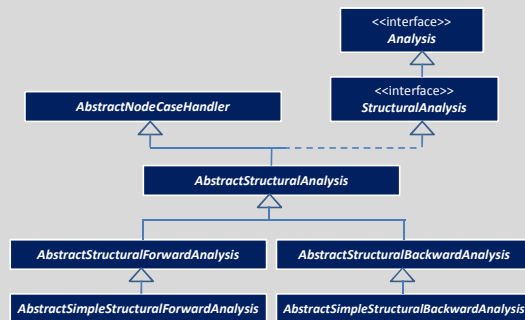 <<interface>>
Analysis
<<interface>>
StructuralAnalysis
AbstractNodeCaseHandler
AbstractStructuralAnalysis
AbstractStructuralForwardAnalysis
AbstractStructuralBackwardAnalysis
AbstractSimpleStructuralForwardAnalysis
AbstractSimpleStructuralBackwardAnalysis